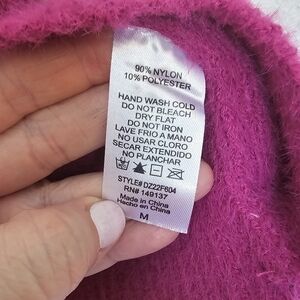 90% NYLON
10% POLYESTER
HAND WASH COLD
DO NOT BLEACH
DRY FLAT
DO NOT IRON
LAVE FRIO A MANO
NO USAR CLORO
SECAR EXTENDIDO
NO PLANCHAR
STYLE# DZ22F604
RN# 149137
Made in China
Hecho en China
M